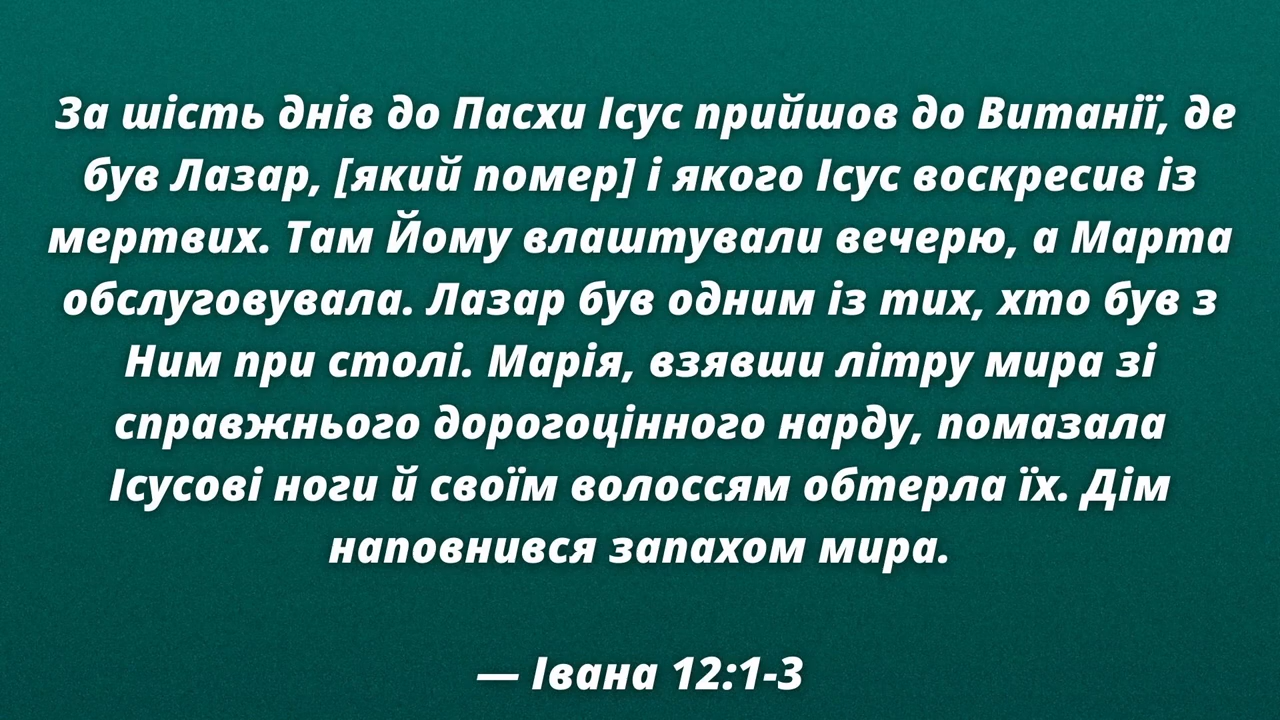 За шість днів до Пасхи Ісус прийшов до Витанії, де
був Лазар, [який помер] і якого Ісус воскресив із
мертвих. Там Йому влаштували вечерю, а Марта
обслуговувала. Лазар був одним із тих, хто був з
Ним при столі. Марія, взявши літру мира зі
справжнього дорогоцінного нарду, помазала
Ісусові ноги й своїм волоссям обтерла їх. Дім
наповнився запахом мира.
— Івана 12:1-3